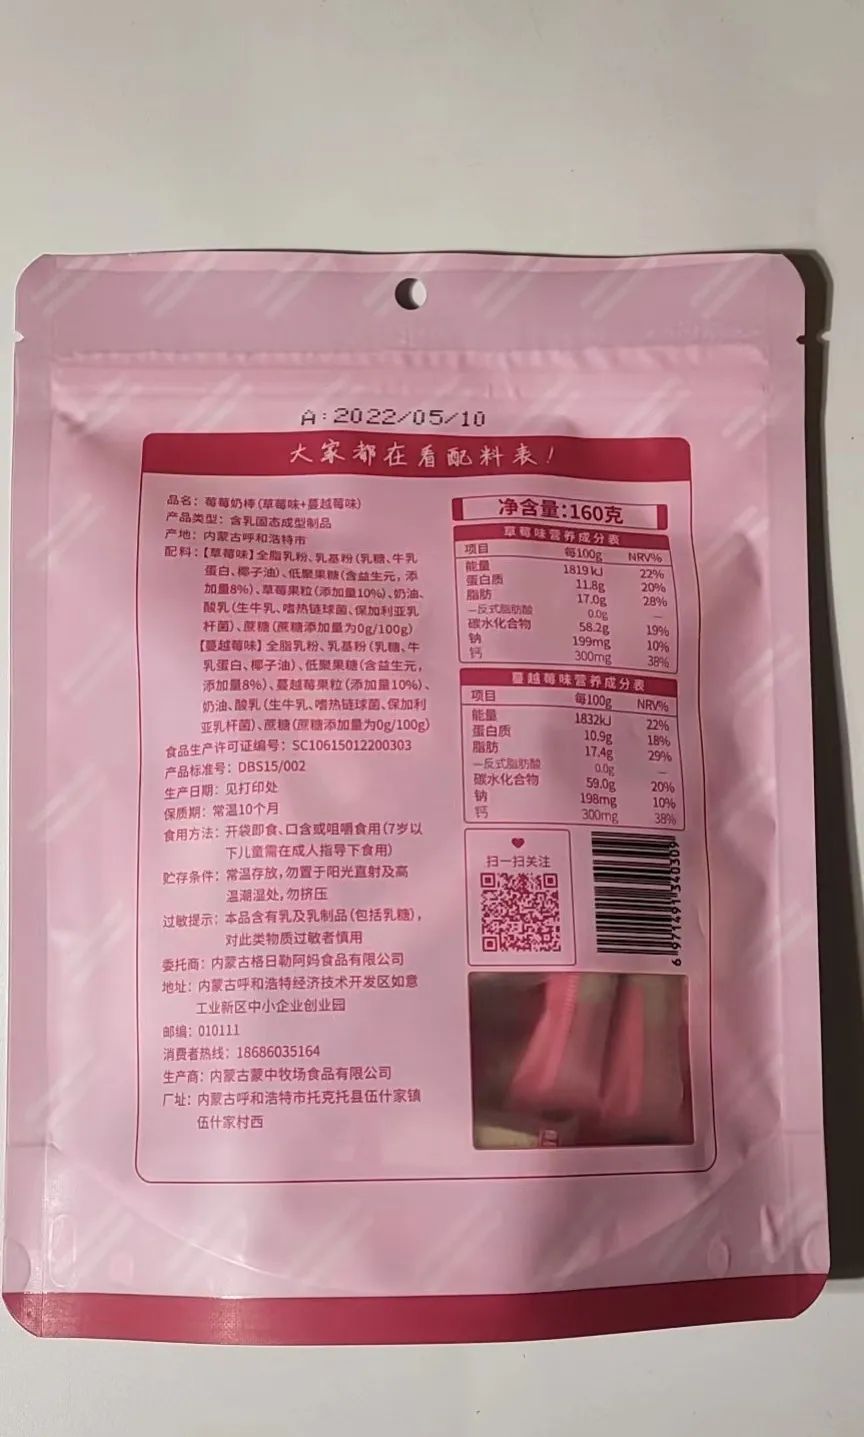 A:2022/05/10
大家都在看配料表!
品名：莓莓奶棒(草莓味+蔓越莓味)
产品类型：含乳固态成型制品
产地：内蒙古呼和浩特市
配料：【草莓味】全脂乳粉、乳基粉(乳糖、牛乳
蛋白、椰子油)、低聚果糖(含益生元，添
加量8%)、草莓果粒(添加量10%)、奶油、
酸乳(生牛乳、嗜热链球菌、保加利亚乳
杆菌)、蔗糖(蔗糖添加量为0g/100g)
【蔓越莓味】全脂乳粉、乳基粉(乳糖、牛
乳蛋白、椰子油)、低聚果糖(含益生元，
添加量8%)、蔓越莓果粒(添加量10%)、
奶油、酸乳(生牛乳、嗜热链球菌、保加利
亚乳杆菌)、蔗糖(蔗糖添加量为0g/100g)
食品生产许可证编号：SC10615012200303
产品标准号：DBS15/002
生产日期：见打印处
保质期：常温10个月
食用方法：开袋即食、口含或咀嚼食用(7岁以
下儿童需在成人指导下食用)
贮存条件：常温存放，勿置于阳光直射及高
温潮湿处，勿挤压
过敏提示：本品含有乳及乳制品(包括乳糖)，
对此类物质过敏者慎用
委托商：内蒙古格日勒阿妈食品有限公司
地址：内蒙古呼和浩特经济技术开发区如意
工业新区中小企业创业园
邮编：010111
消费者热线：18686035164
生产商：内蒙古蒙中牧场食品有限公司
厂址：内蒙古呼和浩特市托克托县伍什家镇
伍什家村西
净含量:160克
草莓味营养成分表
项目 每100g NRV%
能量 1819kJ 22%
蛋白质 11.8g 20%
脂肪 17.0g 28%
—反式脂肪酸 0.0g —
碳水化合物 58.2g 19%
钠 199mg 10%
钙 300mg 38%
蔓越莓味营养成分表
项目 每100g NRV%
能量 1832kJ 22%
蛋白质 10.9g 18%
脂肪 17.4g 29%
—反式脂肪酸 0.0g —
碳水化合物 59.0g 20%
钠 198mg 10%
钙 300mg 38%
扫一扫关注
6 971491 340309